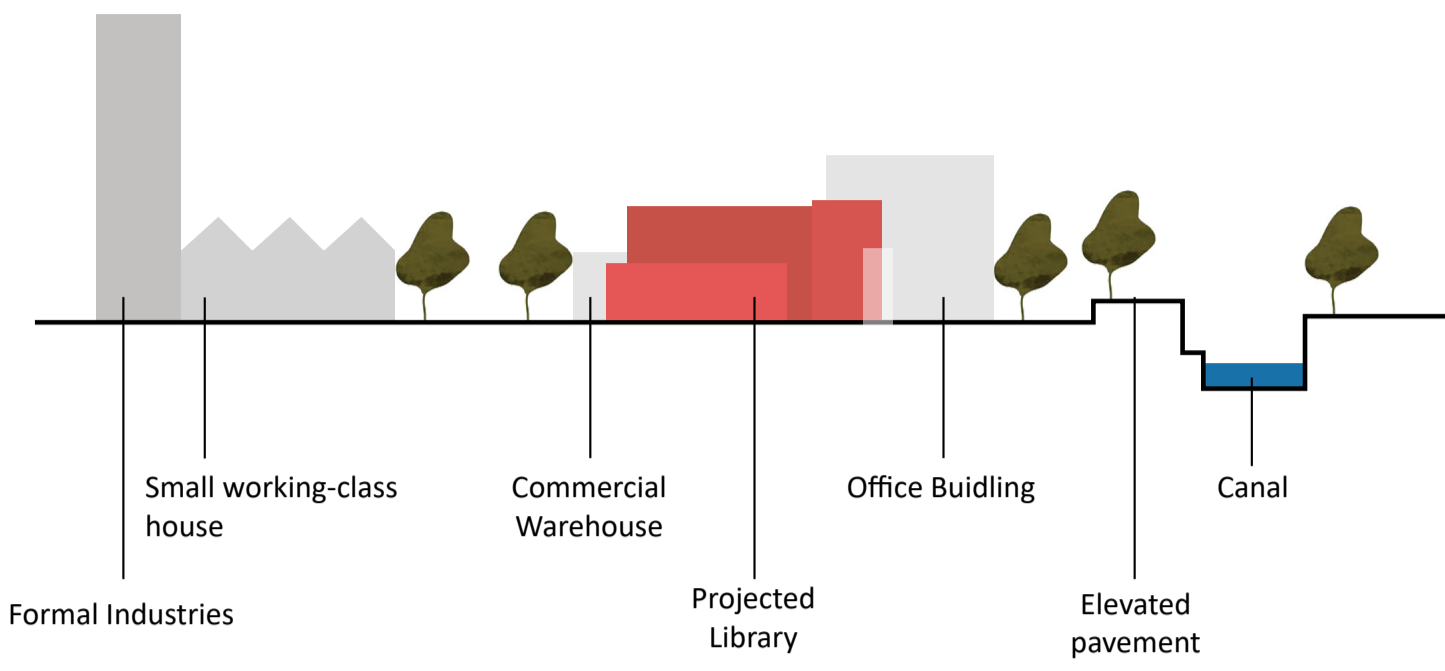 Small working-class
house
Commercial
Warehouse
Office Buidling
Canal
Formal Industries
Projected
Library
Elevated
pavement